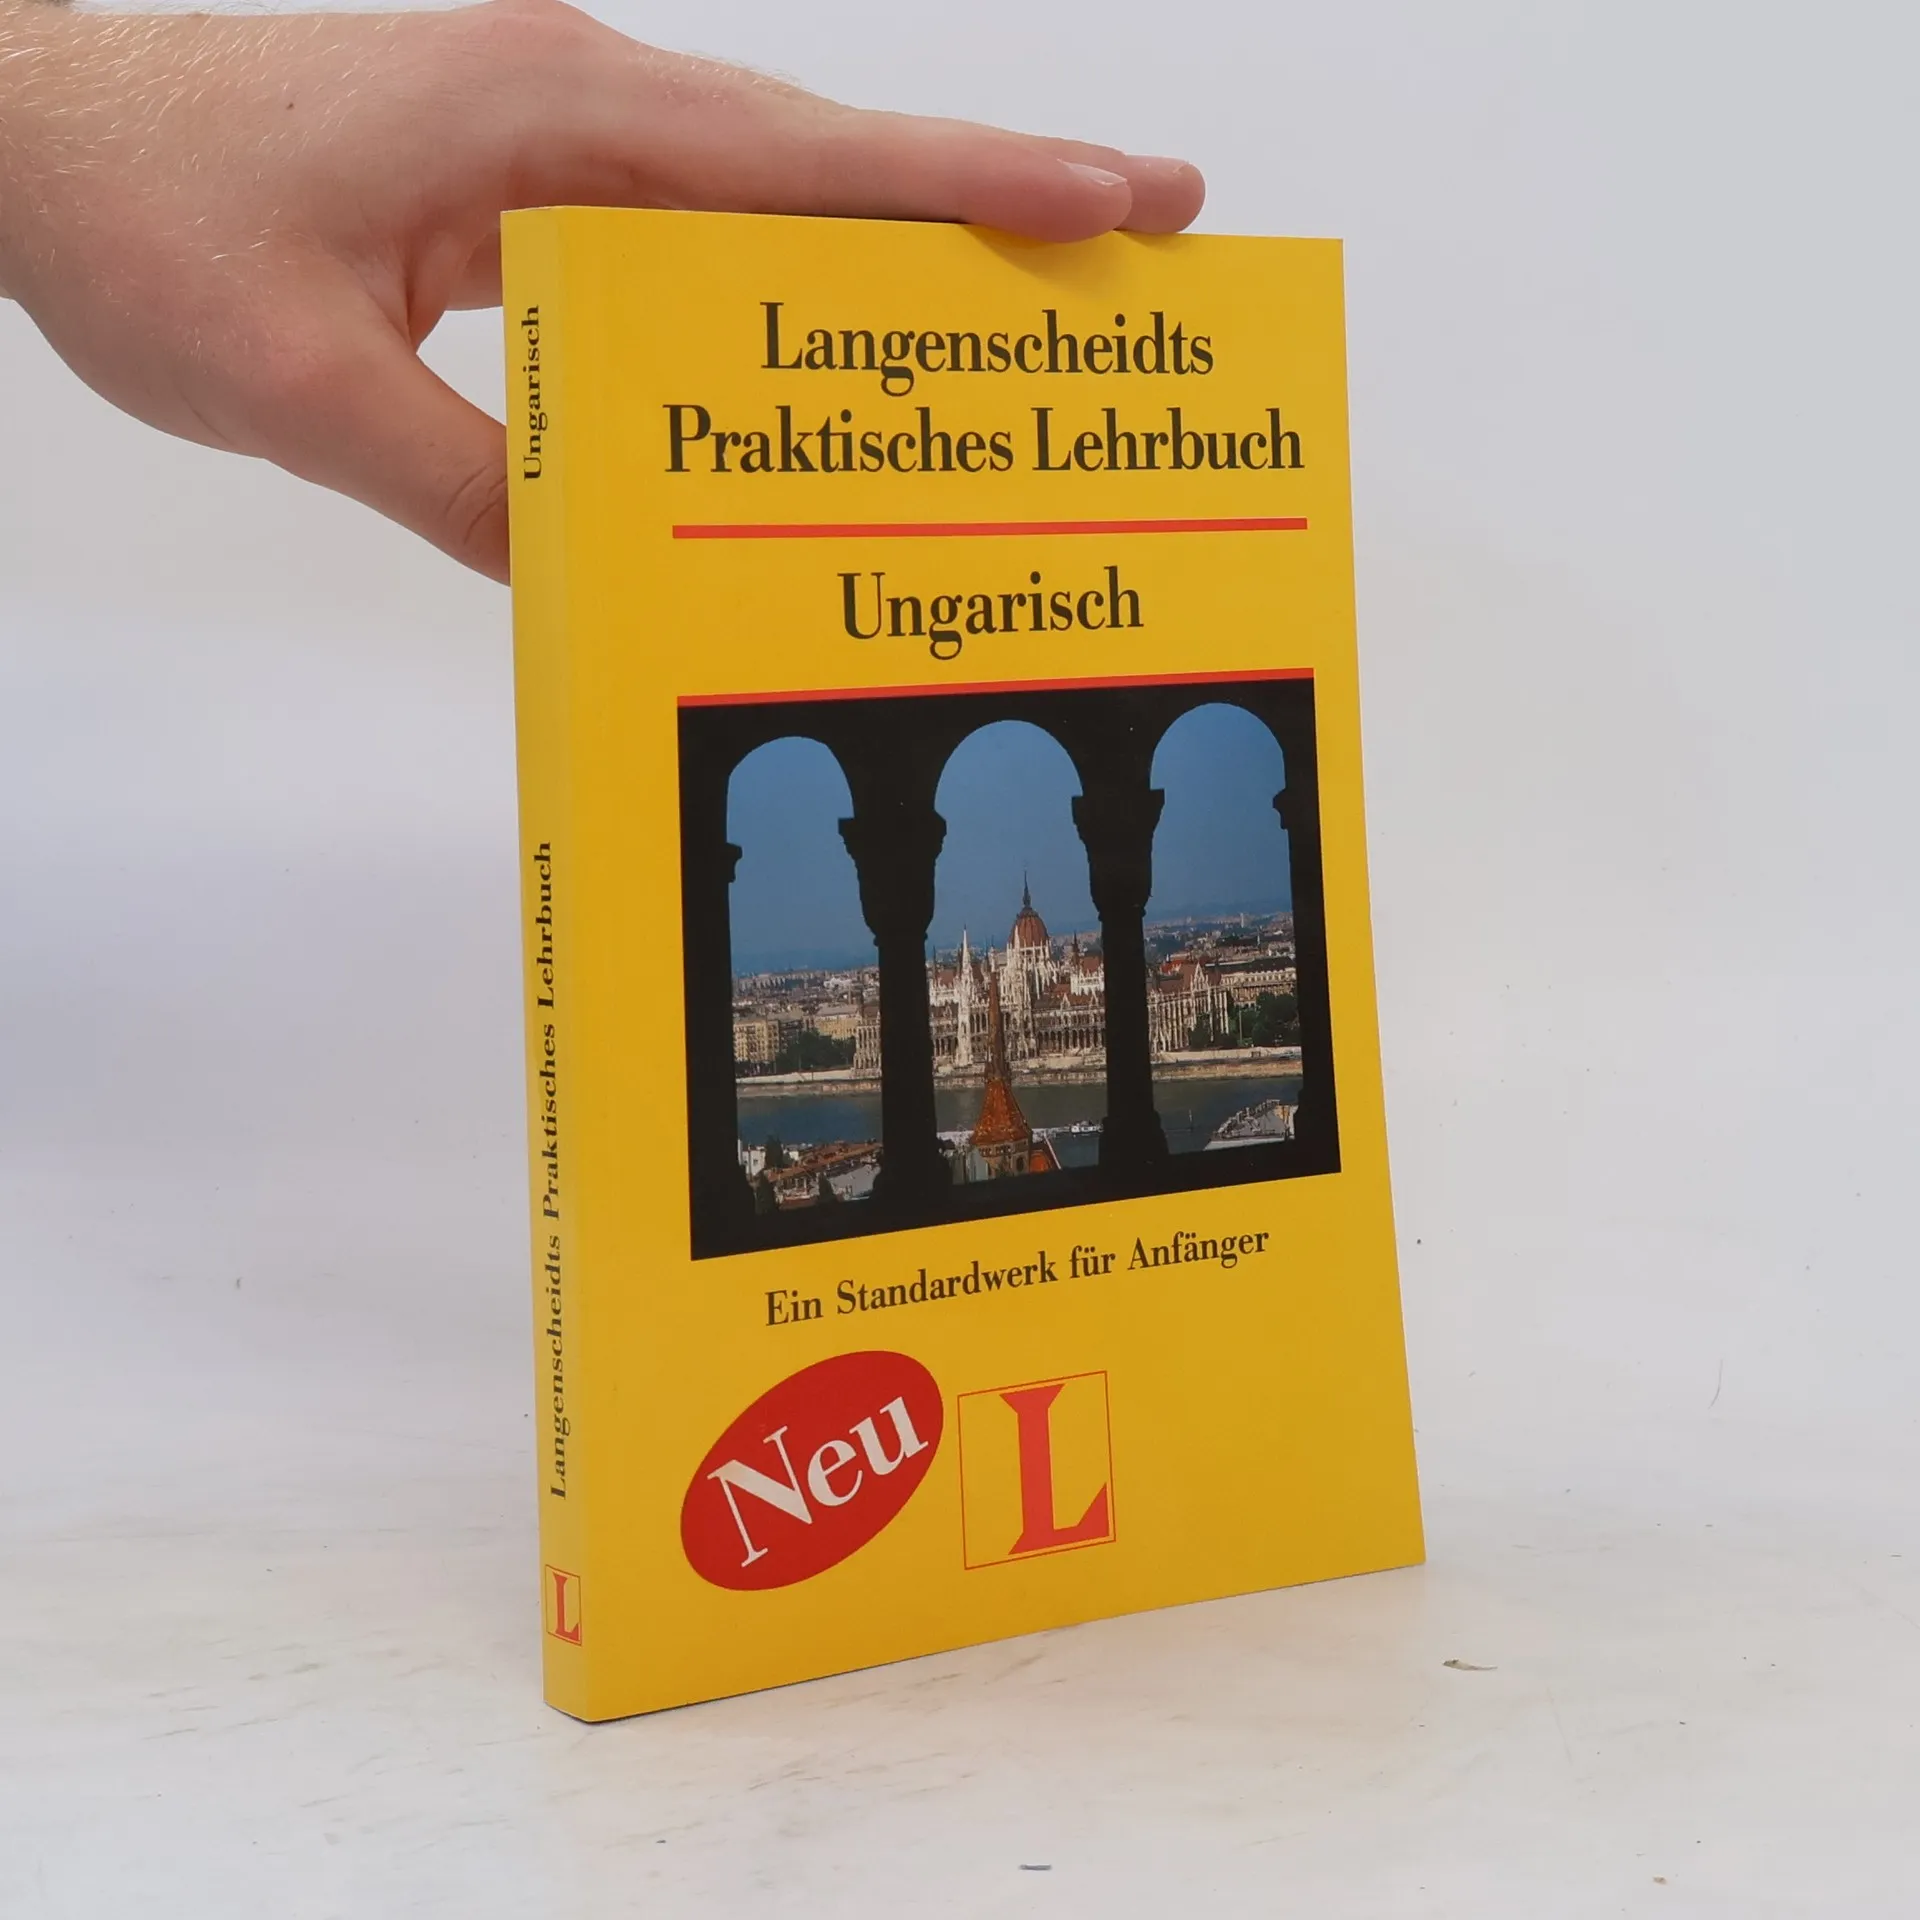 Langenscheidts
Praktisches Lehrbuch
Ungarisch
Ein Standardwerk für Anfänger
Neu
L
Ungarisch
Langenscheidts Praktisches Lehrbuch
L